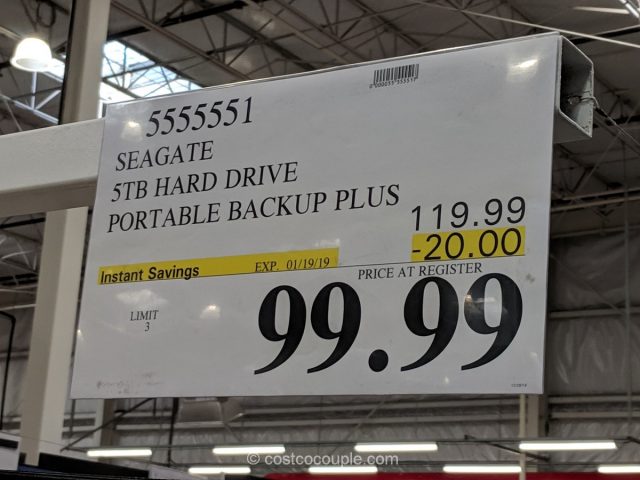 5555551
SEAGATE
5TB HARD DRIVE
PORTABLE BACKUP PLUS
119.99
-20.00
Instant Savings EXP. 01/19/19
PRICE AT REGISTER
LIMIT
3
99.99
© costcocouple.com